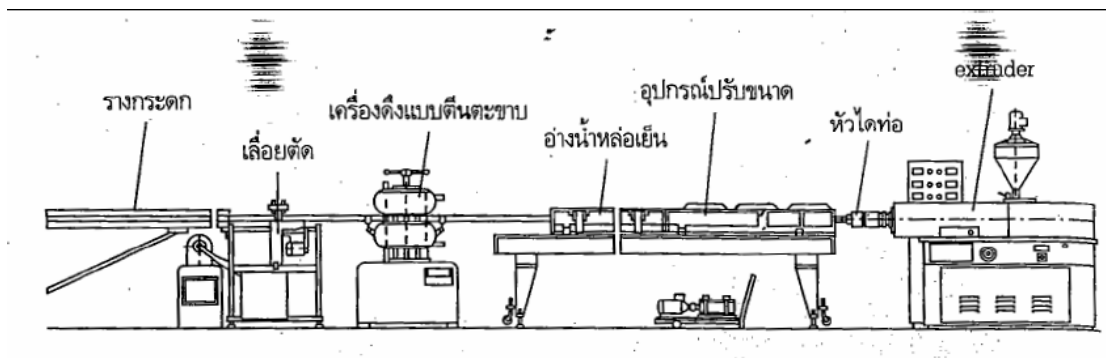 รางกระดก
เลื่อยตัด
เครื่องดึงแบบตีนตะขาบ
อ่างน้ำหล่อเย็น
อุปกรณ์ปรับขนาด
หัวไดท่อ
extruder